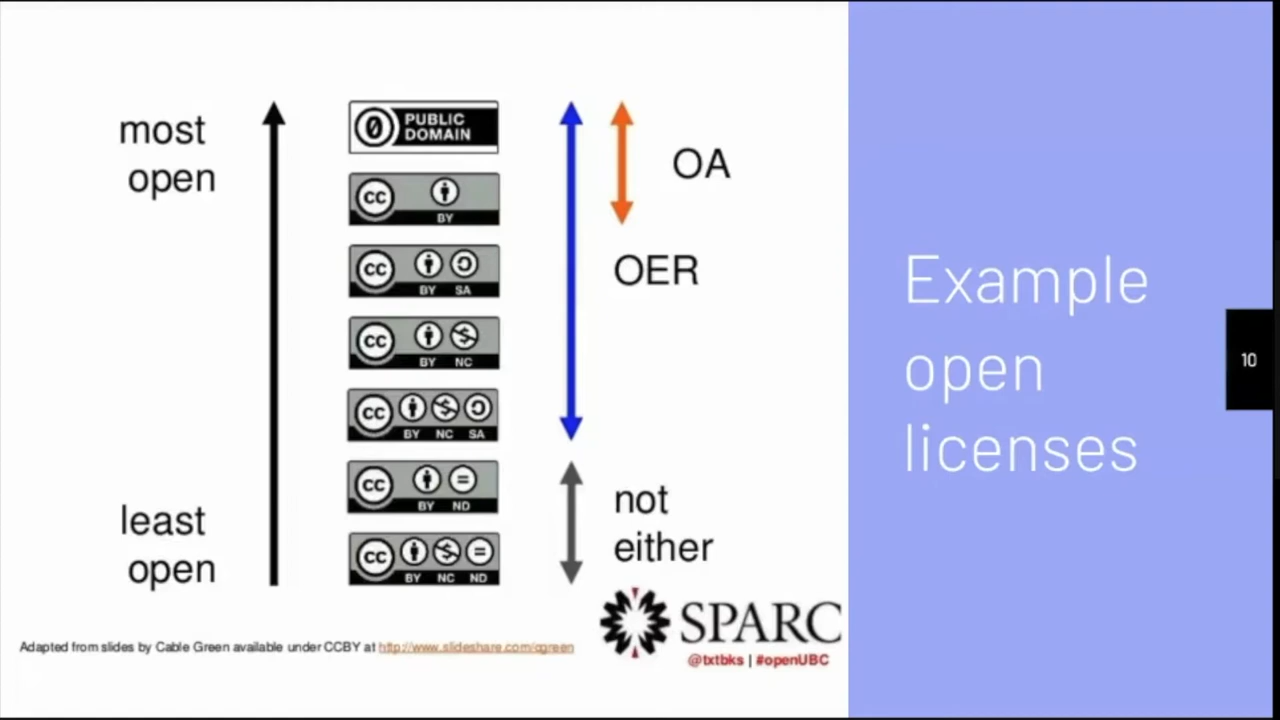 most
open
PUBLIC
DOMAIN
OA
cc
BY
OER
cc
BY SA
cc
BY NC
cc
BY NC SA
cc
BY ND
not
either
least
open
cc
BY NC ND
SPARC
Adapted from slides by Cable Green available under CCBY at http://www.slideshare.com/cgreen
@txtbks | #openUBC
Example
open
licenses
10